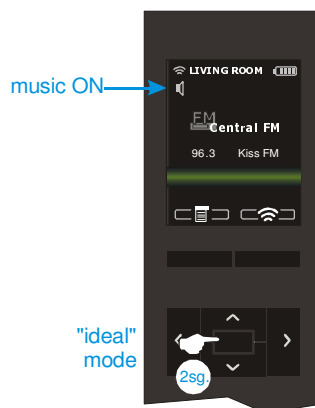 LIVING ROOM
music ON
FM
Central FM
96.3 Kiss FM
"ideal"
mode
2sg.